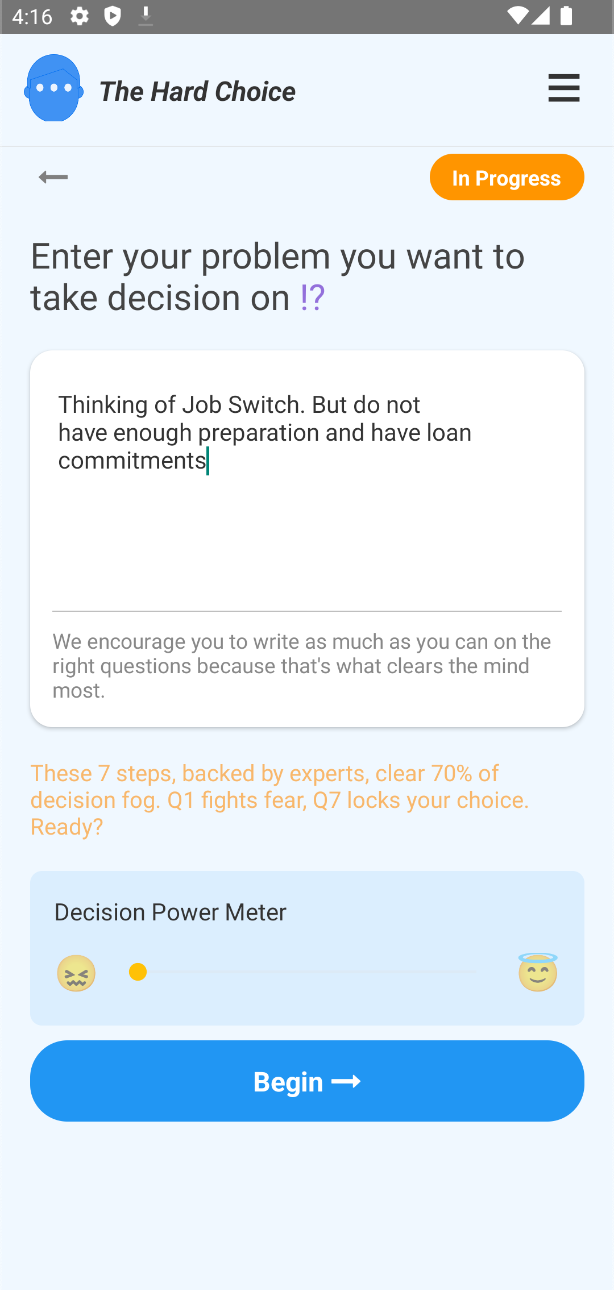 4:16
The Hard Choice
In Progress
Enter your problem you want to
take decision on !?
Thinking of Job Switch. But do not
have enough preparation and have loan
commitments
We encourage you to write as much as you can on the
right questions because that's what clears the mind
most.
These 7 steps, backed by experts, clear 70% of
decision fog. Q1 fights fear, Q7 locks your choice.
Ready?
Decision Power Meter
Begin